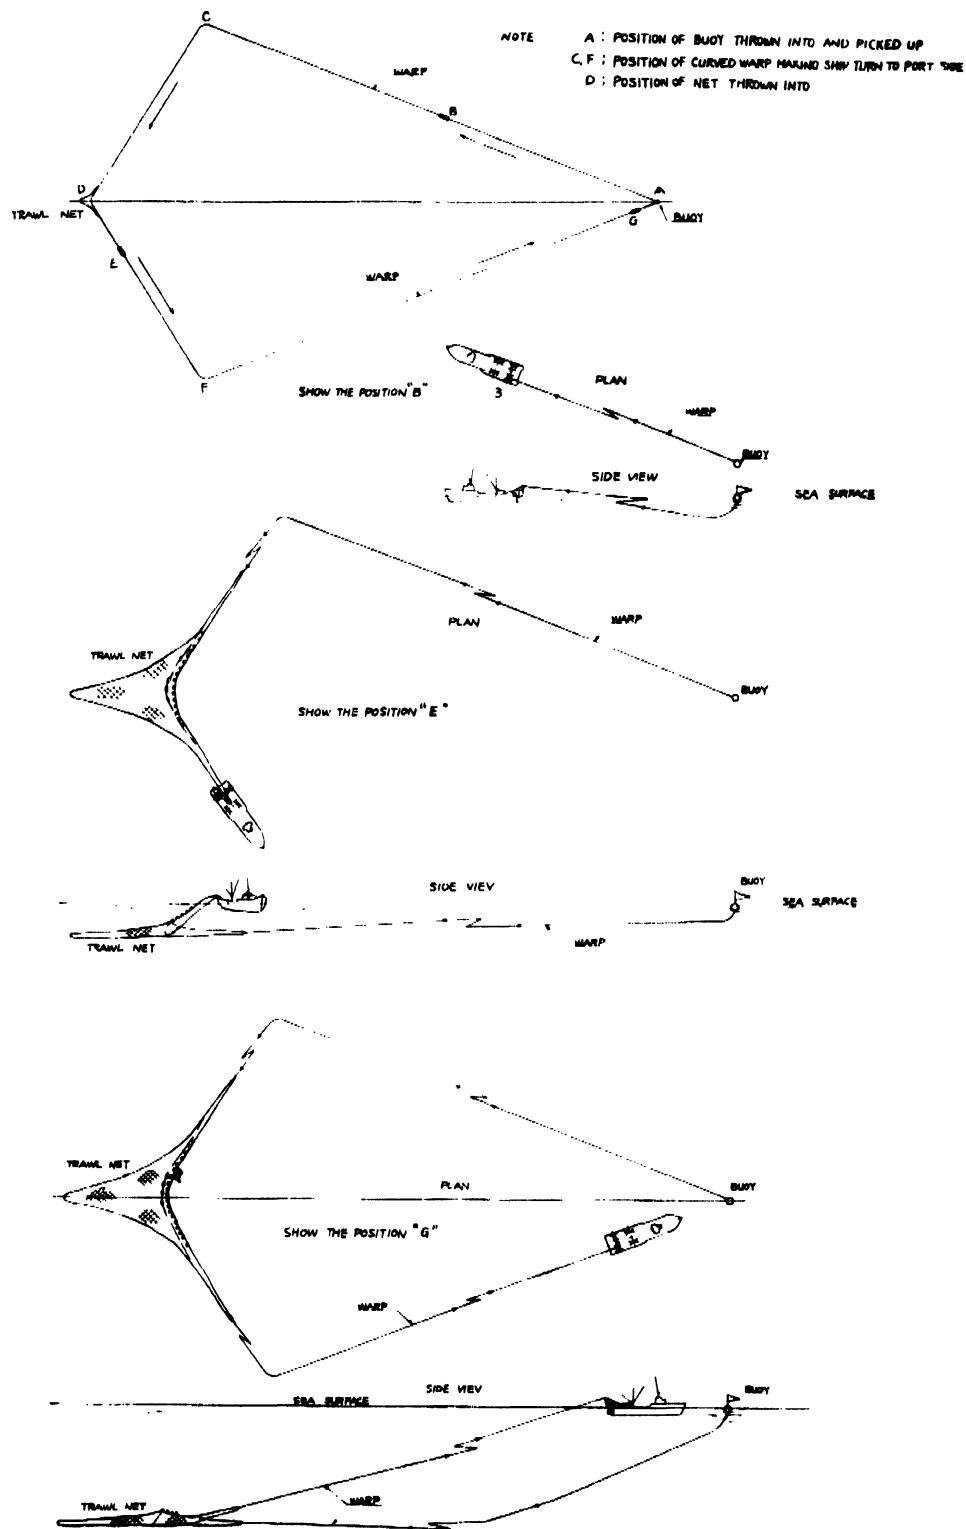 C
NOTE A : POSITION OF BUOY THROWN INTO AND PICKED UP
C, F : POSITION OF CURVED WARP MAKING SHIP TURN TO PORT SIDE
D : POSITION OF NET THROWN INTO
WARP
B
D
A
TRAWL NET
G
BUOY
E
WARP
F
SHOW THE POSITION "B"
3
PLAN
WARP
BUOY
SIDE VIEW
SEA SURFACE
PLAN
WARP
TRAWL NET
BUOY
SHOW THE POSITION "E"
SIDE VIEV
BUOY
SEA SURFACE
TRAWL NET
WARP
TRAWL NET
PLAN
BUOY
SHOW THE POSITION "G"
WARP
SIDE VIEV
BUOY
SEA SURFACE
TRAWL NET
WARP